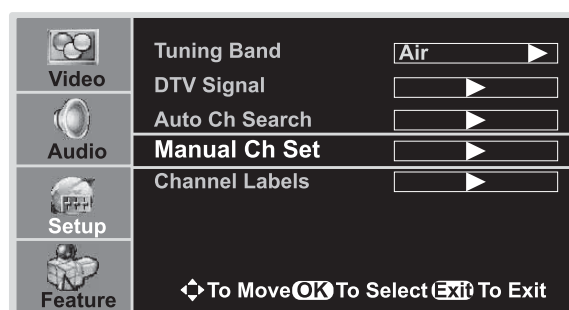 Video
Audio
Setup
Feature
Tuning Band Air
DTV Signal
Auto Ch Search
Manual Ch Set
Channel Labels
To Move OK To Select Exit To Exit